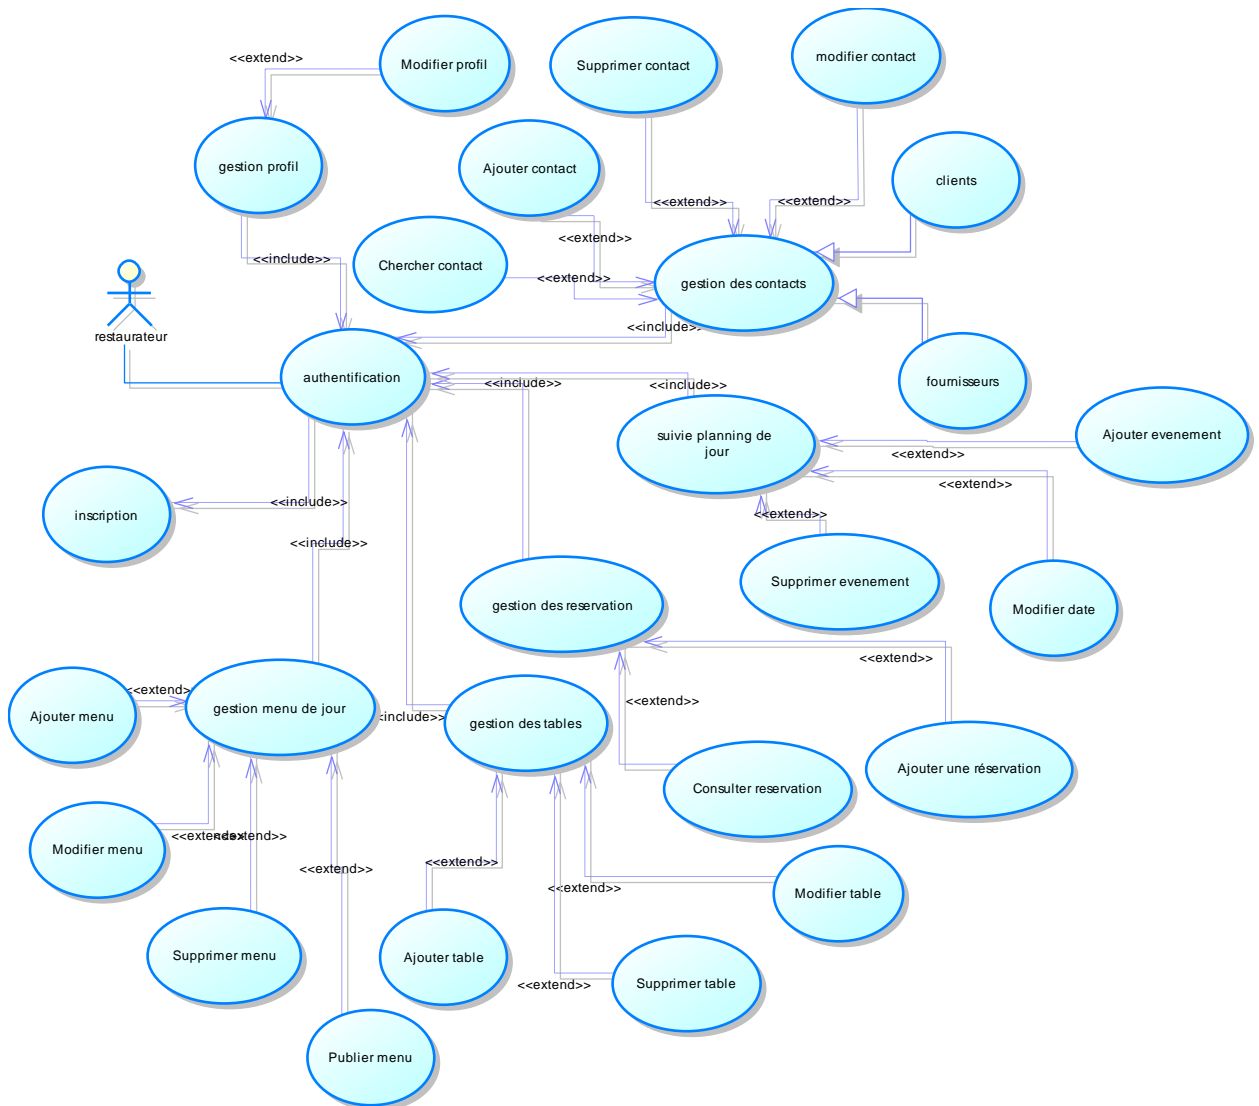 <<extend>>
Modifier profil
Supprimer contact
modifier contact
gestion profil
Ajouter contact
clients
<<extend>>
<<extend>>
<<extend>>
<<include>>
Chercher contact
<<extend>>
gestion des contacts
restaurateur
<<include>>
authentification
<<include>>
<<include>>
fournisseurs
suivie planning de
jour
Ajouter evenement
<<extend>>
<<extend>>
inscription
<<include>>
<<extend>>
<<include>>
Supprimer evenement
Modifier date
gestion des reservation
<<extend>>
<<extend>
Ajouter menu
gestion menu de jour
<<extend>>
<<include>>
gestion des tables
Ajouter une réservation
Consulter reservation
<<extend>>
<<extend>>
Modifier menu
<<extend>>
<<extend>>
<<extend>>
Modifier table
Supprimer menu
Ajouter table
<<extend>>
Supprimer table
Publier menu